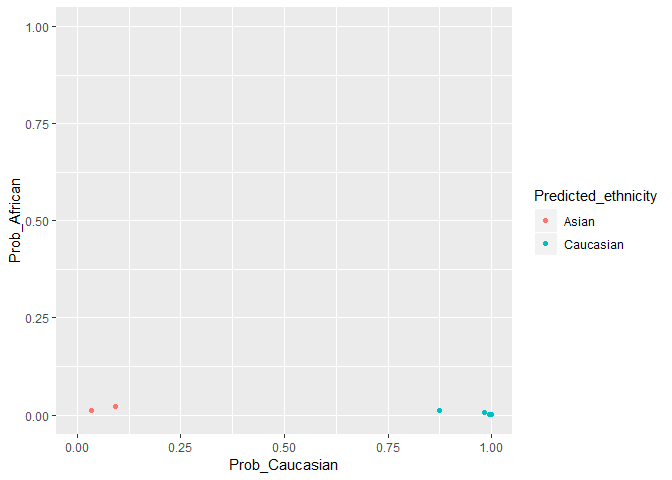 1.00
0.75
0.50
0.25
0.00
Prob_African
0.00 0.25 0.50 0.75 1.00
Prob_Caucasian
Predicted_ethnicity
Asian
Caucasian